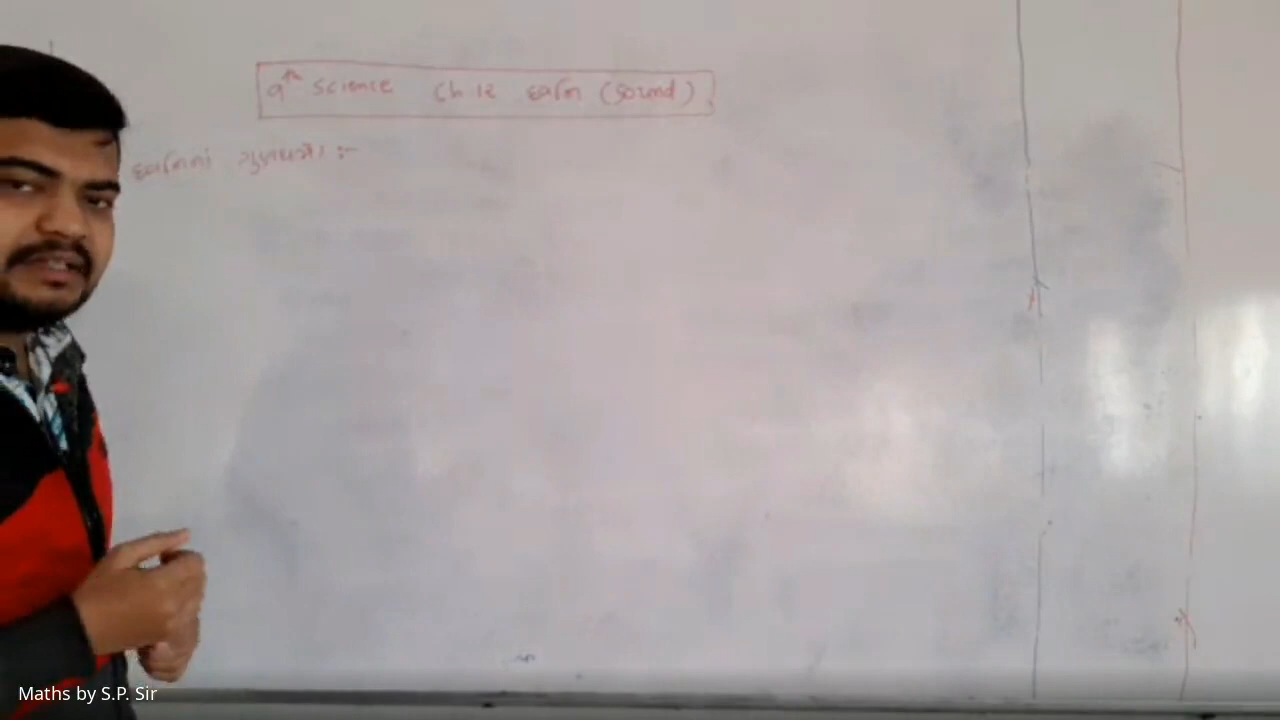 9th Science Ch 12 ધ્વનિ (Sound)
ધ્વનિનાં ગુણધર્મો :-
Maths by S.P. Sir